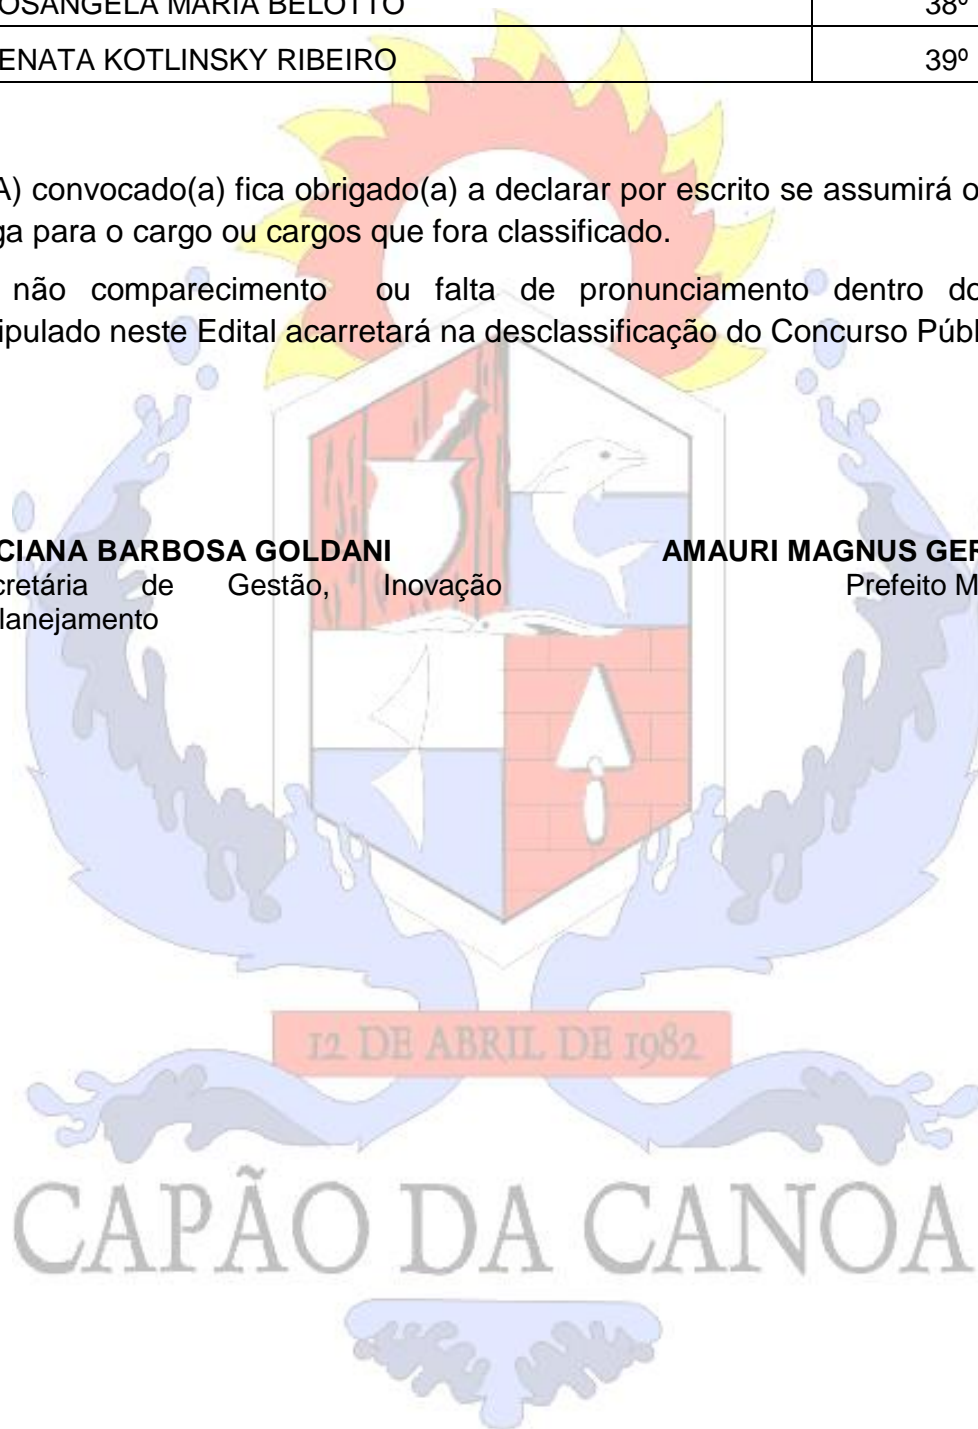 OSANGELA MARIA BELOTTO 38º
ENATA KOTLINSKY RIBEIRO 39º
A) convocado(a) fica obrigado(a) a declarar por escrito se assumirá o
ga para o cargo ou cargos que fora classificado.
não comparecimento ou falta de pronunciamento dentro do
ipulado neste Edital acarretará na desclassificação do Concurso Públ
CIANA BARBOSA GOLDANI AMAURI MAGNUS GER
cretária de Gestão, Inovação Prefeito M
lanejamento
12 DE ABRIL DE 1982
CAPÃO DA CANOA